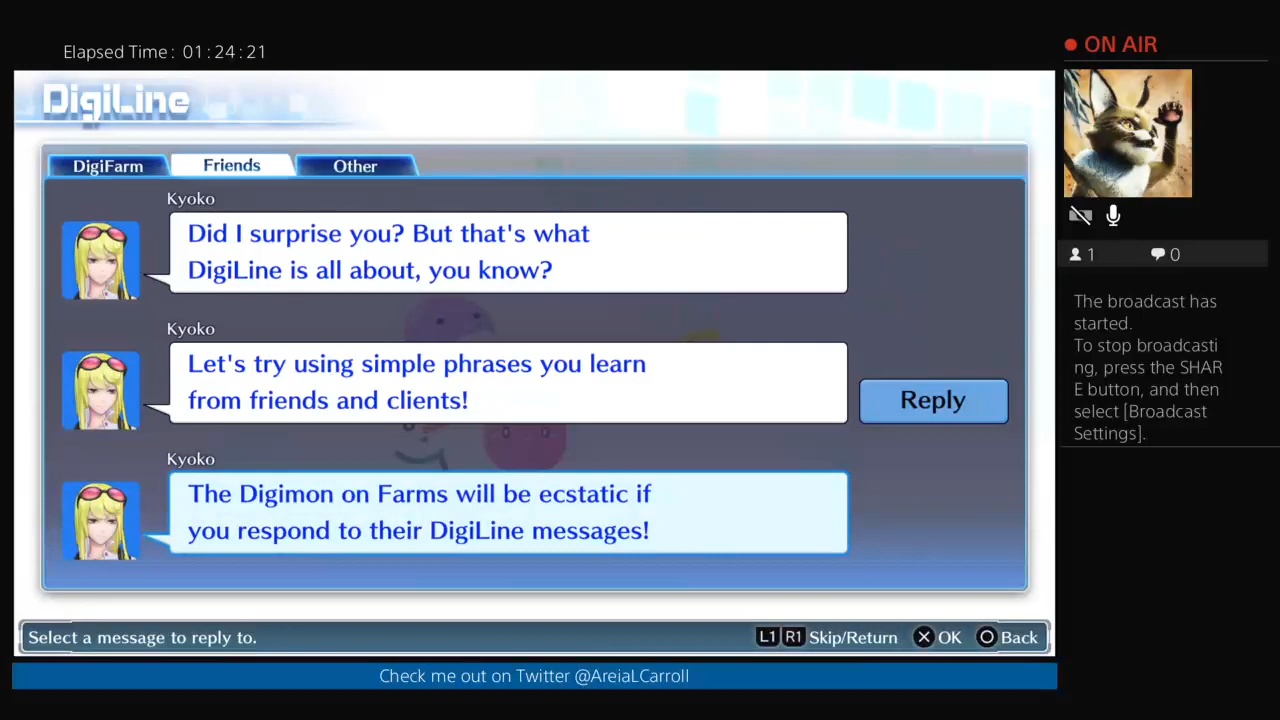 Elapsed Time: 01:24:21
ON AIR
DigiLine
DigiFarm
Friends
Other
Kyoko
Did I surprise you? But that's what
DigiLine is all about, you know?
Kyoko
Let's try using simple phrases you learn
from friends and clients!
Reply
Kyoko
The Digimon on Farms will be ecstatic if
you respond to their DigiLine messages!
Select a message to reply to.
L1 R1 Skip/Return OK Back
Check me out on Twitter @AreiaLCarroll
1 0
The broadcast has
started.
To stop broadcasti
ng, press the SHAR
E button, and then
select [Broadcast
Settings].